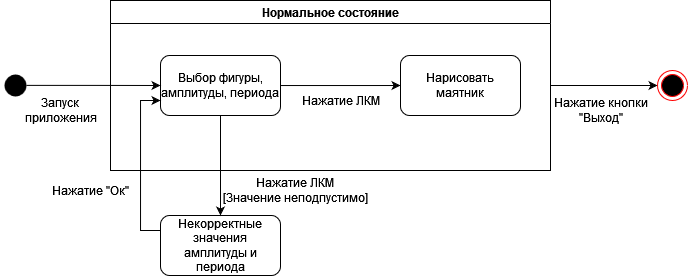 Нормальное состояние
Выбор фигуры,
амплитуды, периода
Нарисовать
маятник
Запуск
приложения
Нажатие ЛКМ
Нажатие кнопки
"Выход"
Нажатие "Ок"
Нажатие ЛКМ
[Значение неподпустимо]
Некорректные
значения
амплитуды и
периода